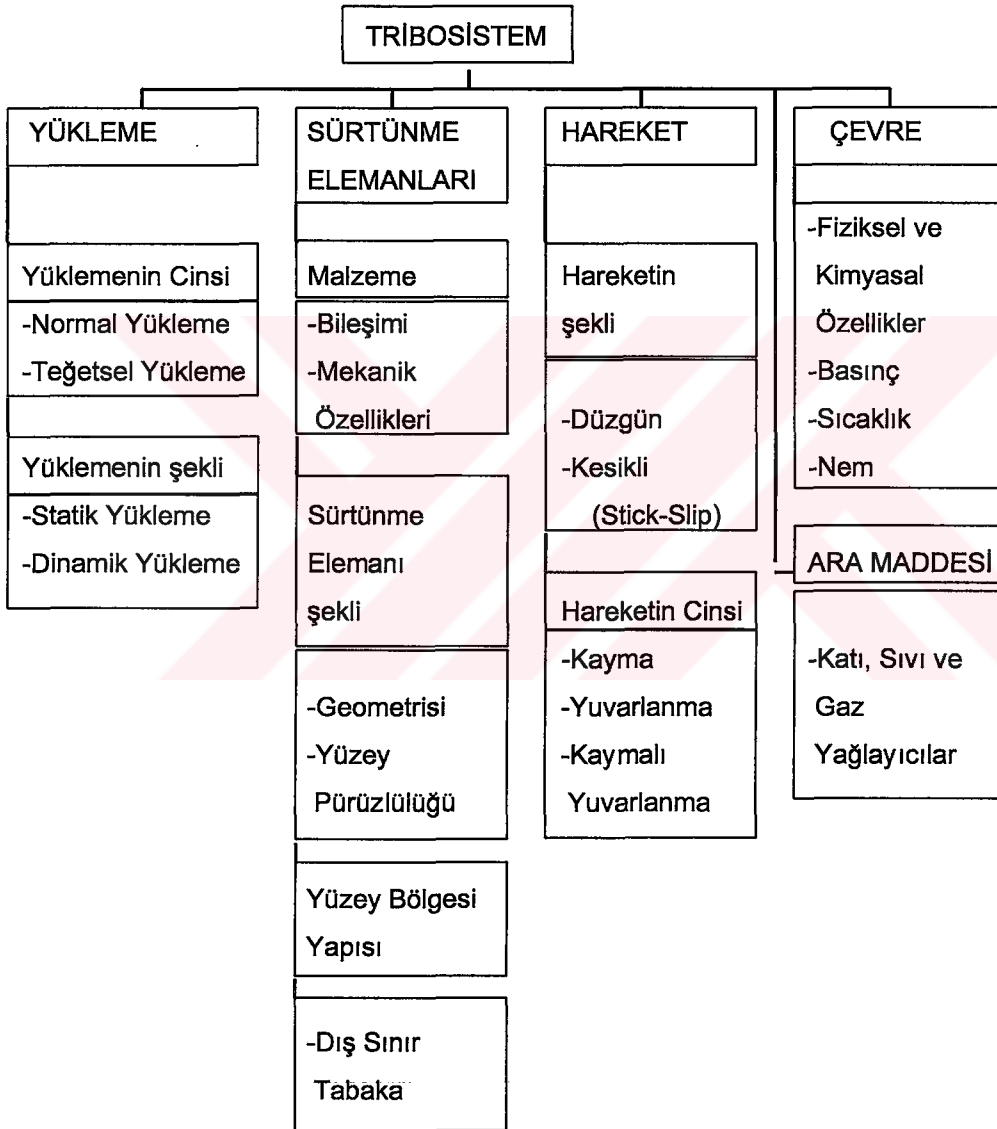 TRİBOSİSTEM
YÜKLEME
Yüklemenin Cinsi
-Normal Yükleme
-Teğetsel Yükleme
Yüklemenin şekli
-Statik Yükleme
-Dinamik Yükleme
SÜRTÜNME
ELEMANLARI
Malzeme
-Bileşimi
-Mekanik
Özellikleri
Sürtünme
Elemanı
şekli
-Geometrisi
-Yüzey
Pürüzlülüğü
Yüzey Bölgesi
Yapısı
-Dış Sınır
Tabaka
HAREKET
Hareketin
şekli
-Düzgün
-Kesikli
(Stick-Slip)
Hareketin Cinsi
-Kayma
-Yuvarlanma
-Kaymalı
Yuvarlanma
ÇEVRE
-Fiziksel ve
Kimyasal
Özellikler
-Basınç
-Sıcaklık
-Nem
ARA MADDESİ
-Katı, Sıvı ve
Gaz
Yağlayıcılar